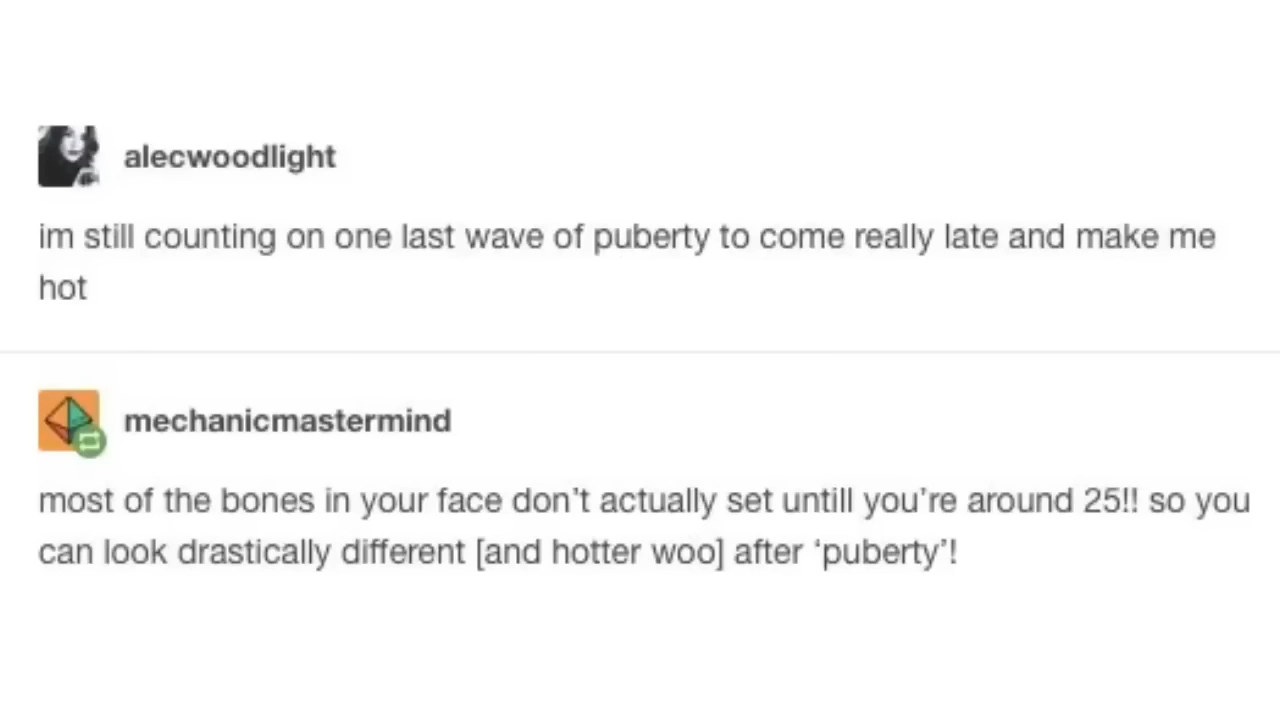 alecwoodlight
im still counting on one last wave of puberty to come really late and make me
hot
mechanicmastermind
most of the bones in your face don’t actually set untill you’re around 25!! so you
can look drastically different [and hotter woo] after ‘puberty’!